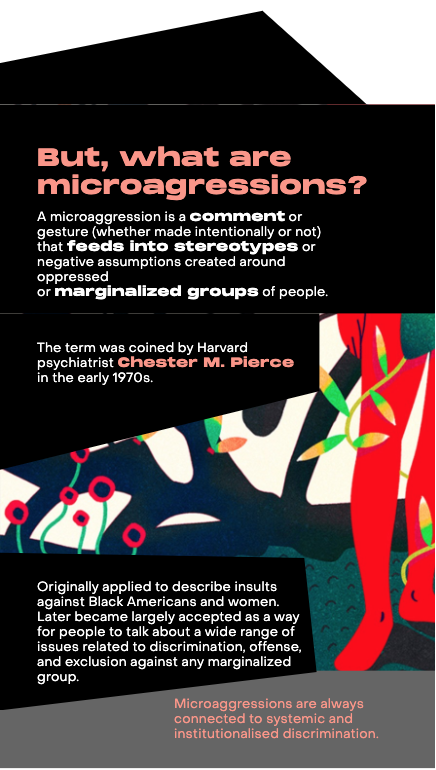 But, what are
microagressions?
A microaggression is a comment or
gesture (whether made intentionally or not)
that feeds into stereotypes or
negative assumptions created around
oppressed
or marginalized groups of people.
The term was coined by Harvard
psychiatrist Chester M. Pierce
in the early 1970s.
Originally applied to describe insults
against Black Americans and women.
Later became largely accepted as a way
for people to talk about a wide range of
issues related to discrimination, offense,
and exclusion against any marginalized
group.
Microaggressions are always
connected to systemic and
institutionalised discrimination.